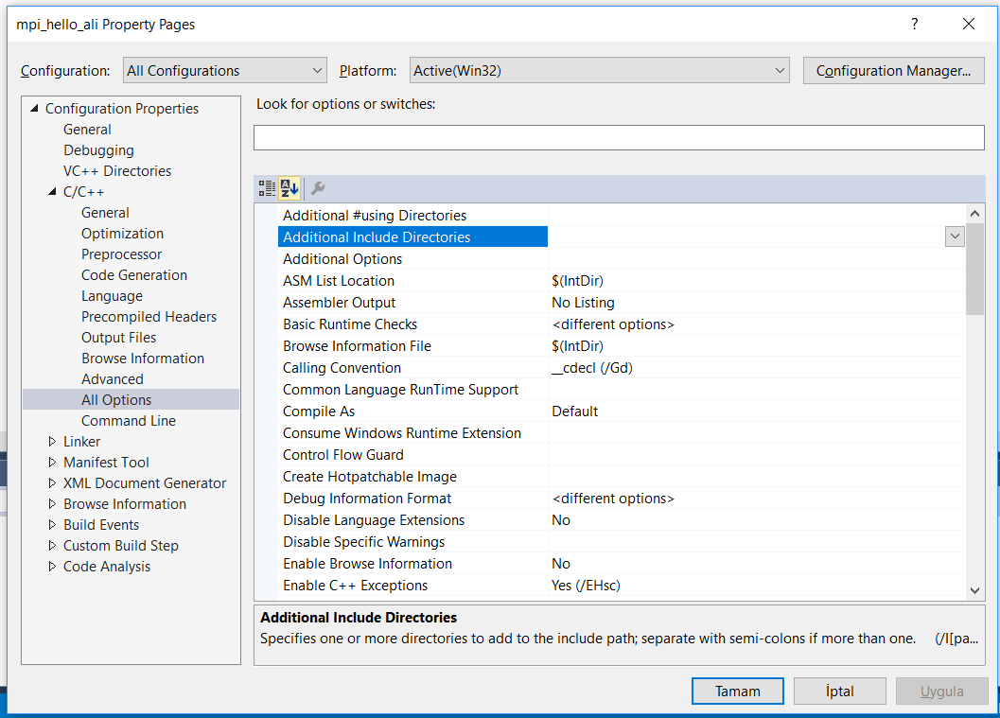 mpi_hello_ali Property Pages
?
Configuration: All Configurations Platform: Active(Win32) Configuration Manager...
Configuration Properties
General
Debugging
VC++ Directories
C/C++
General
Optimization
Preprocessor
Code Generation
Language
Precompiled Headers
Output Files
Browse Information
Advanced
All Options
Command Line
Linker
Manifest Tool
XML Document Generator
Browse Information
Build Events
Custom Build Step
Code Analysis
Look for options or switches:
Additional #using Directories
Additional Include Directories
Additional Options
ASM List Location $(IntDir)
Assembler Output No Listing
Basic Runtime Checks <different options>
Browse Information File $(IntDir)
Calling Convention __cdecl (/Gd)
Common Language RunTime Support
Compile As Default
Consume Windows Runtime Extension
Control Flow Guard
Create Hotpatchable Image
Debug Information Format <different options>
Disable Language Extensions No
Disable Specific Warnings
Enable Browse Information No
Enable C++ Exceptions Yes (/EHsc)
Additional Include Directories
Specifies one or more directories to add to the include path; separate with semi-colons if more than one. (/I[pa...
Tamam İptal Uygula